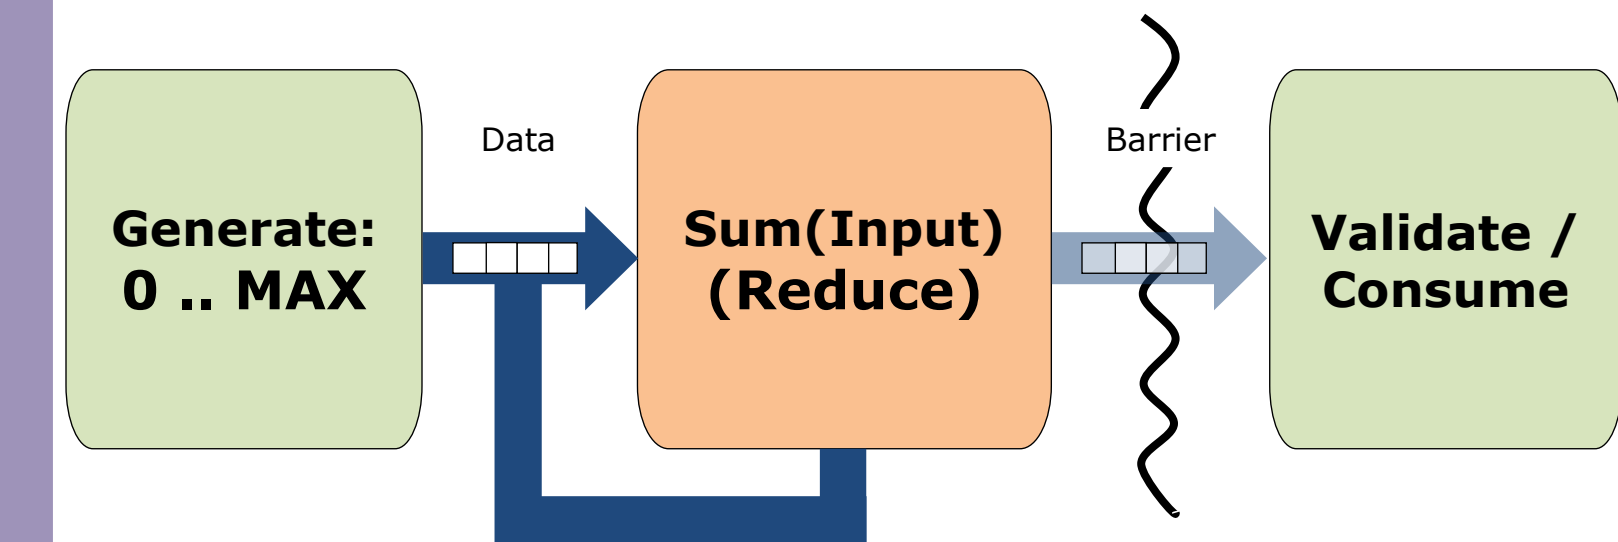 Generate:
0 .. MAX
Data
Sum(Input)
(Reduce)
Barrier
Validate /
Consume